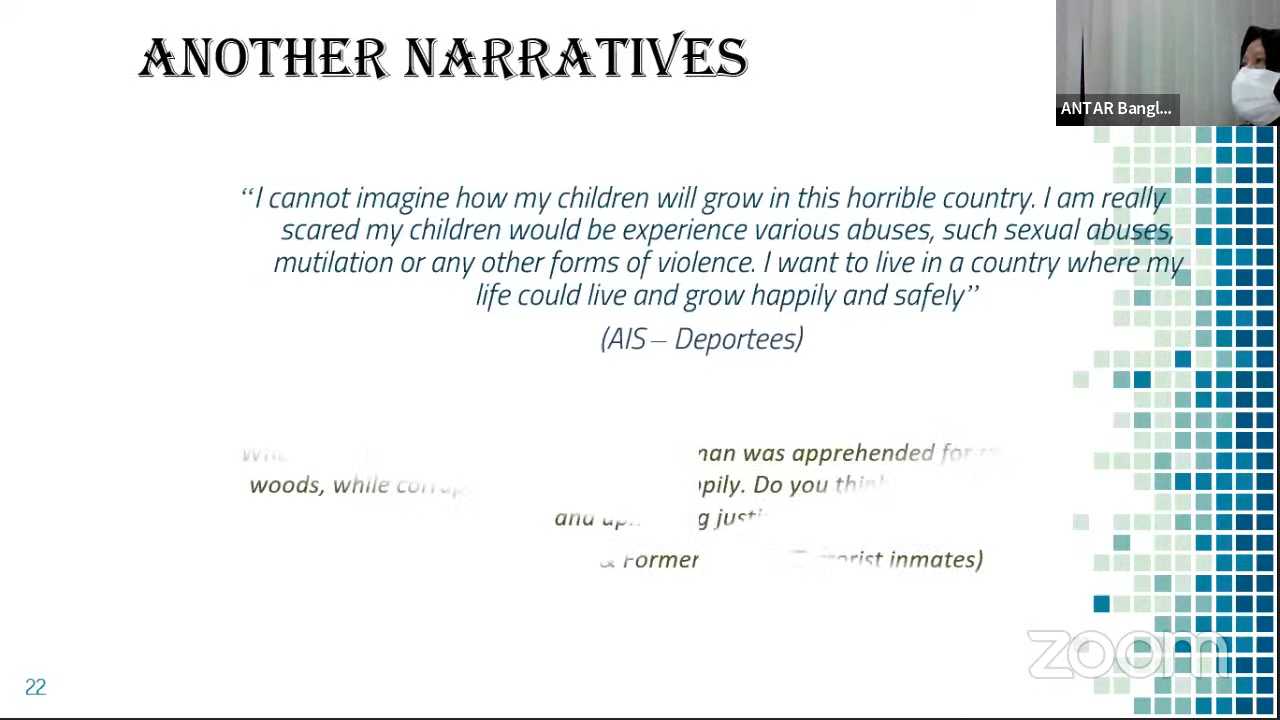 ANOTHER NARRATIVES
ANTAR Bangl...
“I cannot imagine how my children will grow in this horrible country. I am really
scared my children would be experience various abuses, such sexual abuses,
mutilation or any other forms of violence. I want to live in a country where my
life could live and grow happily and safely”
(AIS – Deportees)
was apprehended for
woods, while Do you
and
& Former inmates)
zoom
22